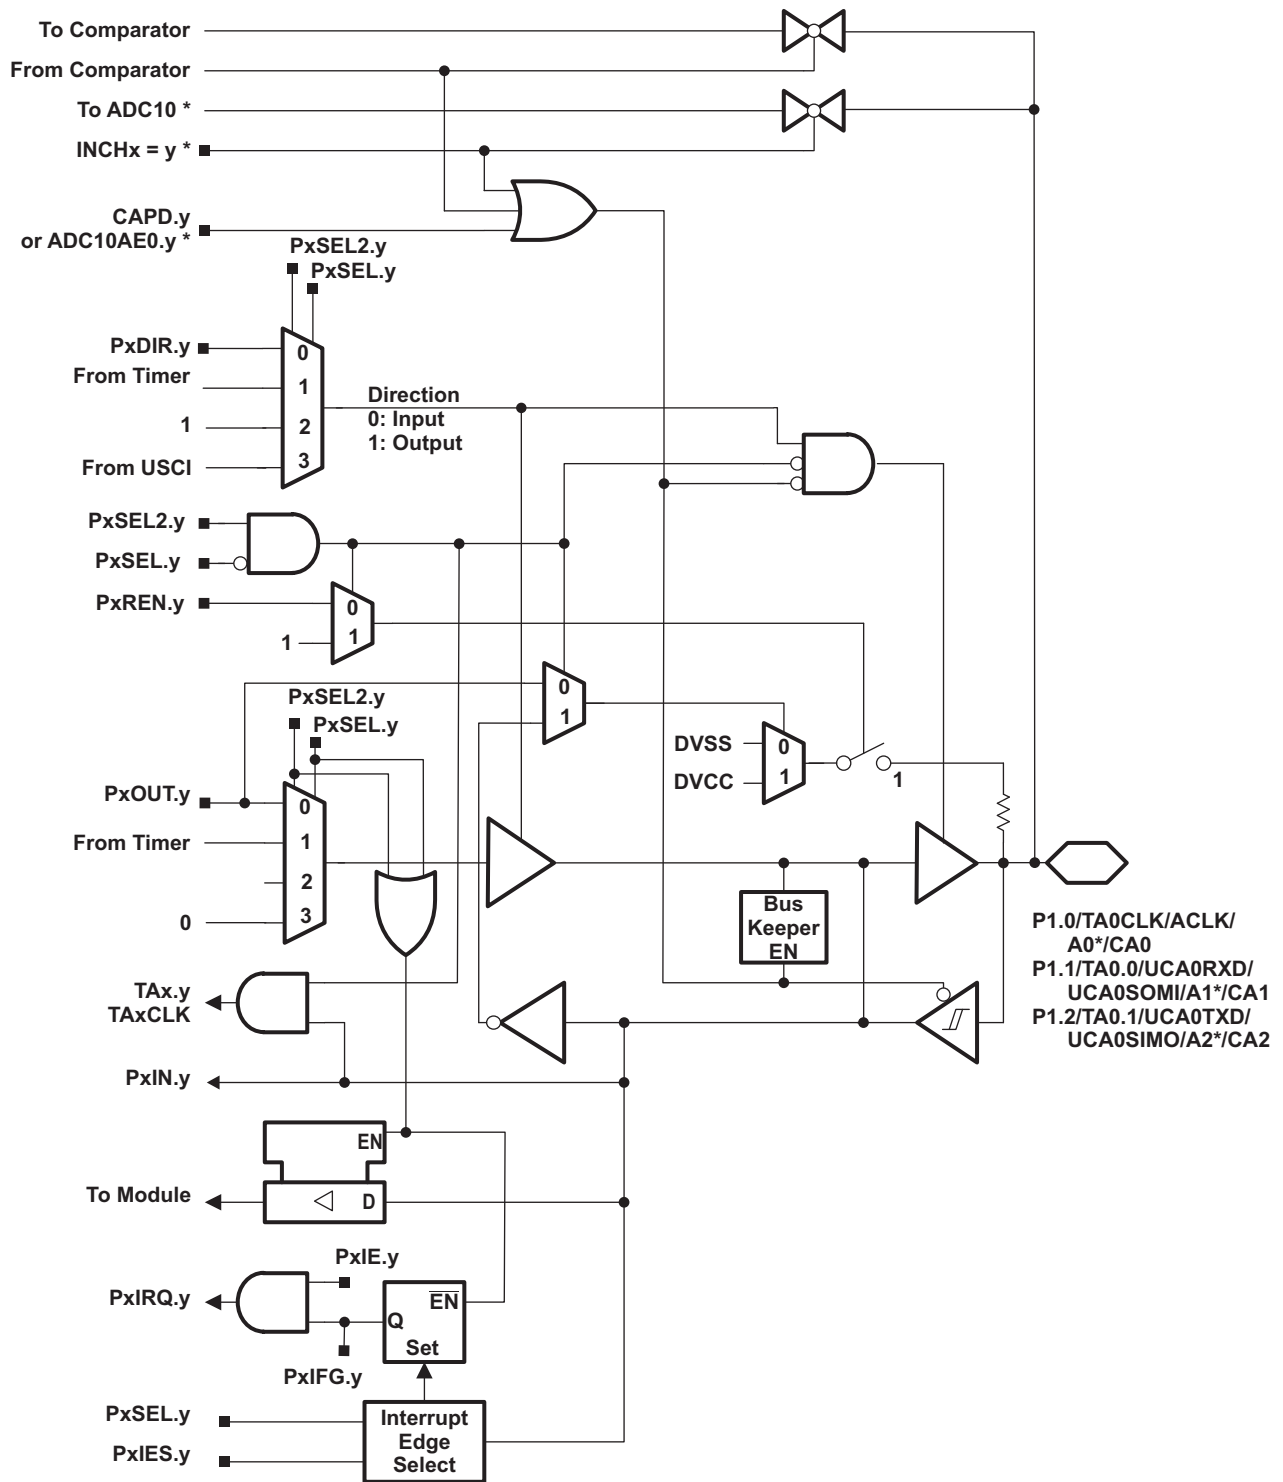 To Comparator
From Comparator
To ADC10 *
INCHx = y *
CAPD.y
or ADC10AE0.y *
PxSEL2.y
PxSEL.y
PxDIR.y
0
From Timer
1
1
2
From USCI
3
Direction
0: Input
1: Output
PxSEL2.y
PxSEL.y
PxREN.y
0
1
1
PxSEL2.y
PxSEL.y
0
1
DVSS
0
DVCC
1
1
PxOUT.y
0
From Timer
1
2
0
3
Bus
Keeper
EN
P1.0/TA0CLK/ACLK/
A0*/CA0
P1.1/TA0.0/UCA0RXD/
UCA0SOMI/A1*/CA1
P1.2/TA0.1/UCA0TXD/
UCA0SIMO/A2*/CA2
TAx.y
TAxCLK
PxIN.y
EN
To Module
D
PxIE.y
PxIRQ.y
EN
Q
Set
PxIFG.y
PxSEL.y
PxIES.y
Interrupt
Edge
Select